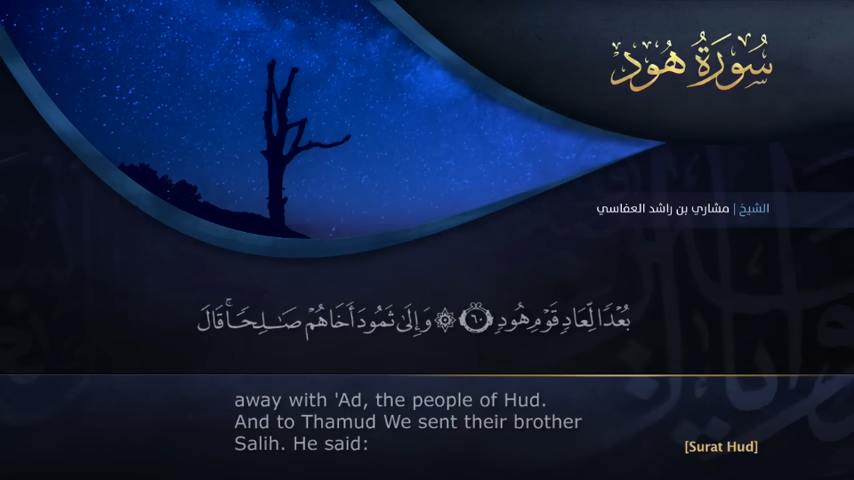 سُورَةُ هُود
الشيخ | مشاري بن راشد العفاسي
بُعْدًا لِّعَادٍ قَوْمِ هُودٍ ٦٠ ۞ وَإِلَىٰ ثَمُودَ أَخَاهُمْ صَـٰلِحًا ۚ قَالَ
away with 'Ad, the people of Hud.
And to Thamud We sent their brother
Salih. He said:
[Surat Hud]